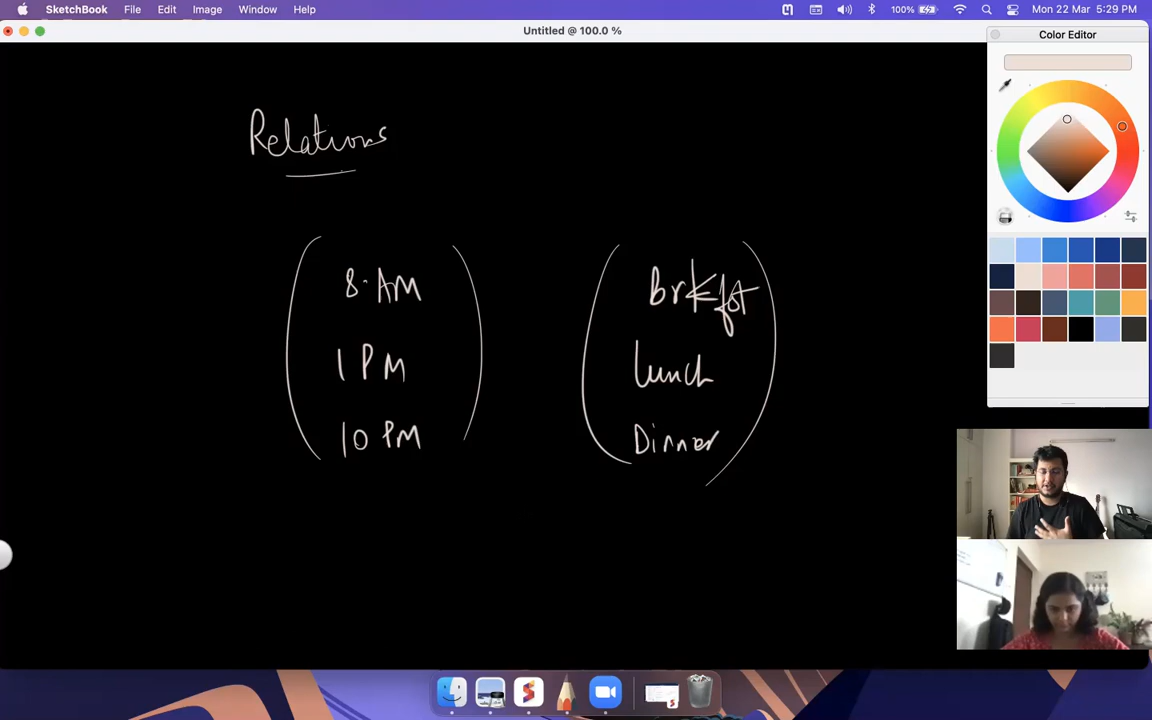 SketchBook File Edit Image Window Help 100% Mon 22 Mar 5:29 PM
Untitled @ 100.0 %
Color Editor
Relations
8 AM
1 PM
10 PM
Brkfst
Lunch
Dinner